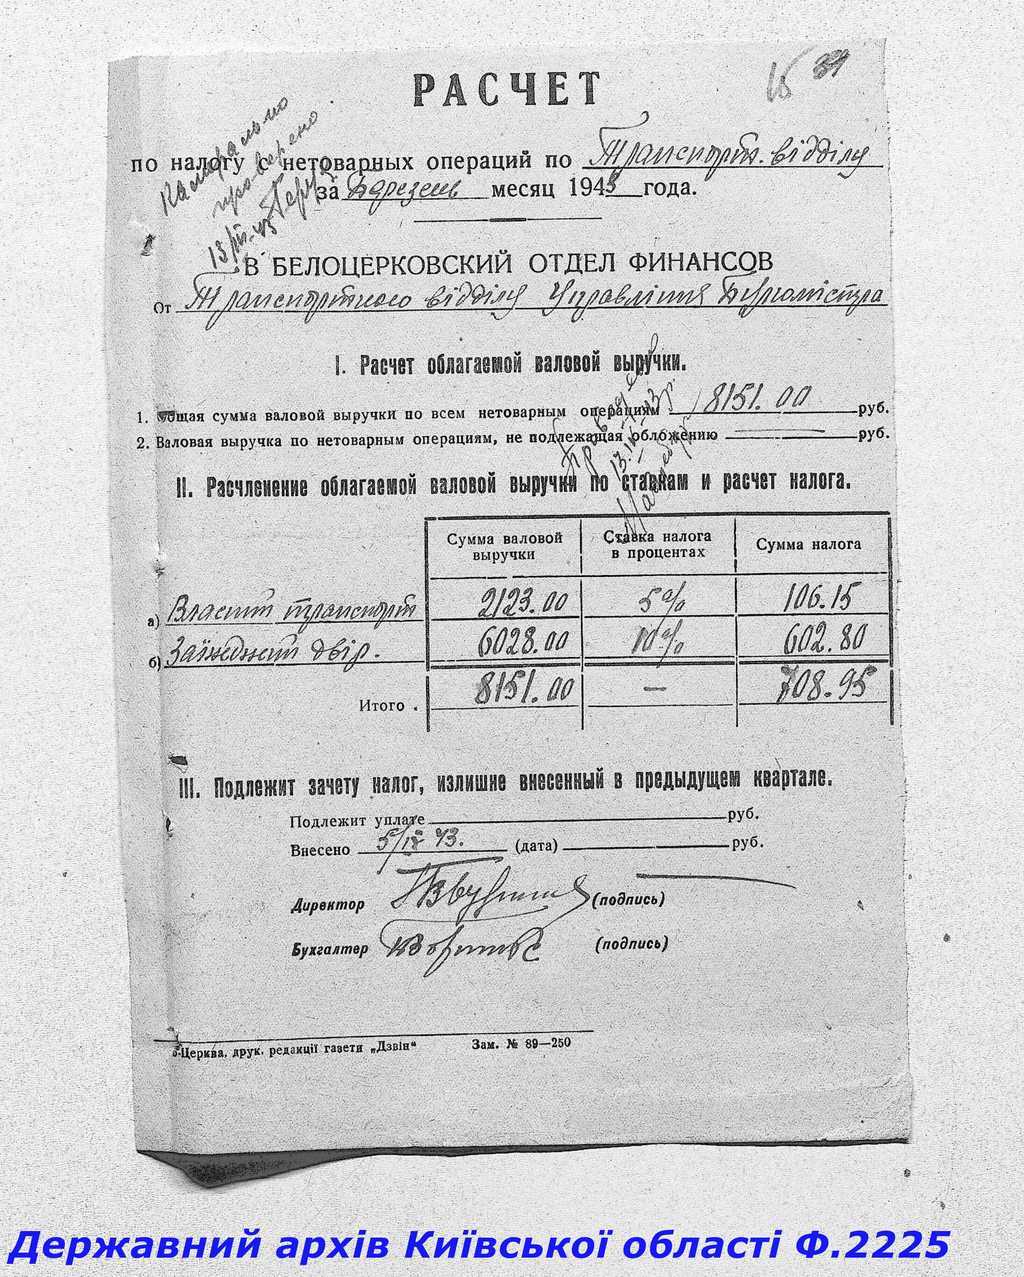 15 39
РАСЧЕТ
Камерально
проверено
по налогу с нетоварных операций по Транспорт. відділу
за Березень месяц 1943 года.
В БЕЛОЦЕРКОВСКИЙ ОТДЕЛ ФИНАНСОВ
От Транспортного відділу Управління Бургомістра
I. Расчет облагаемой валовой выручки.
1. Общая сумма валовой выручки по всем нетоварным операциям 8151.00 руб.
2. Валовая выручка по нетоварным операциям, не подлежащая обложению руб.
II. Расчленение облагаемой валовой выручки по ставкам и расчет налога.
Сумма валовой выручки Ставка налога в процентах Сумма налога
а) Власний транспорт 2123.00 5% 106.15
б) Заїжджий двір. 6028.00 10% 602.80
Итого . 8151.00 — 708.95
III. Подлежит зачету налог, излишне внесенный в предыдущем квартале.
Подлежит уплате руб.
Внесено 5/IV 43. (дата) руб.
Директор (подпись)
Бухгалтер (подпись)
Б-Церква, друк. редакції газети „Дзвін“ Зам. № 89—250
Державний архів Київської області Ф.2225